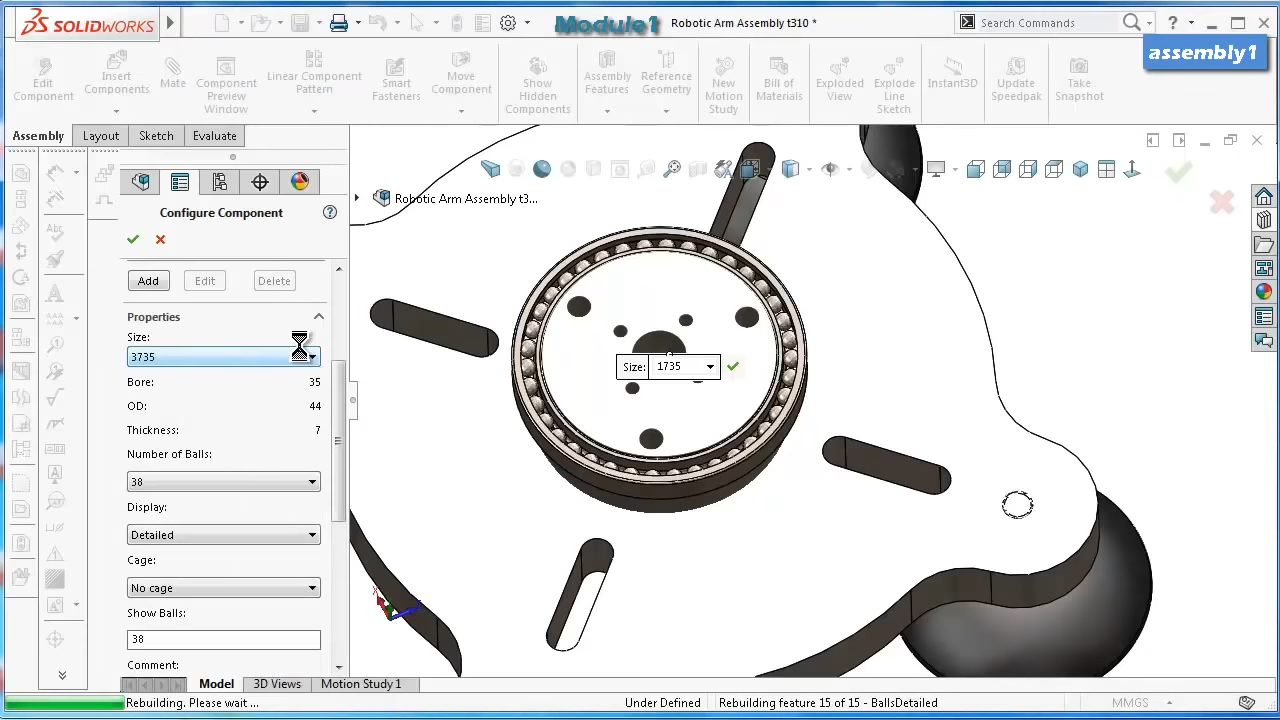 SOLIDWORKS
Module1
Robotic Arm Assembly t310 *
Search Commands
?
assembly1
Edit Component
Insert Components
Mate
Component Preview Window
Linear Component Pattern
Smart Fasteners
Move Component
Show Hidden Components
Assembly Features
Reference Geometry
New Motion Study
Bill of Materials
Exploded View
Explode Line Sketch
Instant3D
Update Speedpak
Take Snapshot
Assembly
Layout
Sketch
Evaluate
Robotic Arm Assembly t3...
Configure Component
?
Add
Edit
Delete
Properties
Size:
3735
Size:
1735
Bore:
35
OD:
44
Thickness:
7
Number of Balls:
38
Display:
Detailed
Cage:
No cage
Show Balls:
38
Comment:
Model
3D Views
Motion Study 1
Rebuilding. Please wait ...
Under Defined
Rebuilding feature 15 of 15 - BallsDetailed
MMGS